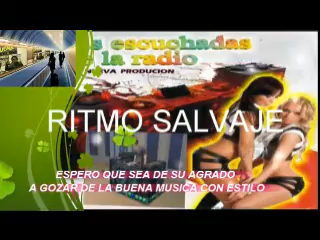 s escuchadas
la radio
NUEVA PRODUCION
RITMO SALVAJE
ESPERO QUE SEA DE SU AGRADO
A GOZAR DE LA BUENA MUSICA CON ESTILO